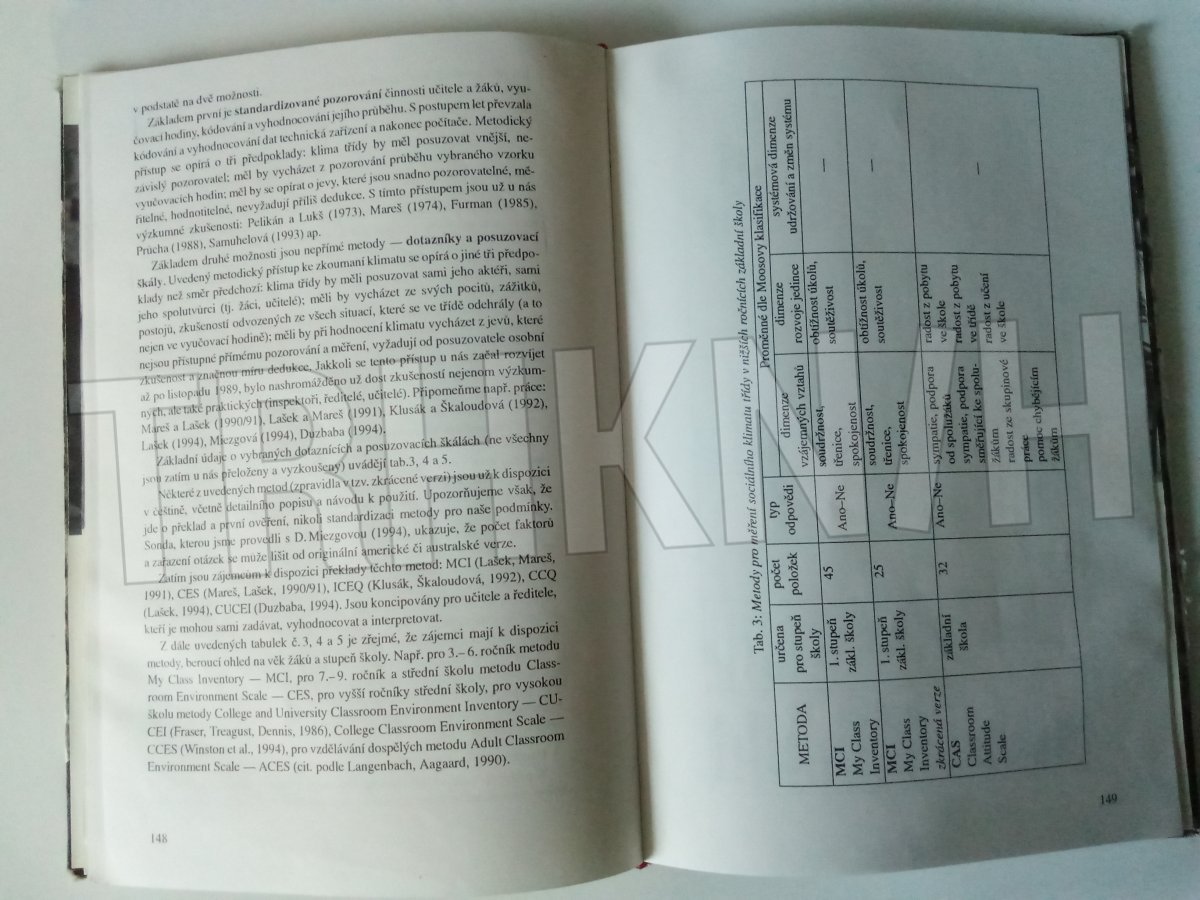 v podstatě na dvě možnosti.
Základem první je standardizované pozorování činnosti učitele a žáků, vyu-
čovací hodiny, kódování a vyhodnocování jejího průběhu. S postupem let převzala
kódování a vyhodnocování dat technická zařízení a nakonec počítače. Metodický
přístup se opírá o tři předpoklady: klima třídy by měl posuzovat vnější, ne-
závislý pozorovatel; měl by vycházet z pozorování průběhu vybraného vzorku
vyučovacích hodin; měl by se opírat o jevy, které jsou snadno pozorovatelné, mě-
řitelné, hodnotitelné, nevyžadují příliš dedukce. S tímto přístupem jsou už u nás
výzkumné zkušenosti: Pelikán a Lukš (1973), Mareš (1974), Furman (1985),
Průcha (1988), Samuhelová (1993) ap.
Základem druhé možnosti jsou nepřímé metody — dotazníky a posuzovací
škály. Uvedený metodický přístup ke zkoumaní klimatu se opírá o jiné tři předpo-
klady než směr předchozí: klima třídy by měli posuzovat sami jeho aktéři, sami
jeho spolutvůrci (tj. žáci, učitelé); měli by vycházet ze svých pocitů, zážitků,
postojů, zkušeností odvozených ze všech situací, které se ve třídě odehrály (a to
nejen ve vyučovací hodině); měli by při hodnocení klimatu vycházet z jevů, které
nejsou přístupné přímému pozorování a měření, vyžadují od posuzovatele osobní
zkušenost a značnou míru dedukce. Jakkoli se tento přístup u nás začal rozvíjet
až po listopadu 1989, bylo nashromážděno už dost zkušeností nejenom výzkum-
ných, ale také praktických (inspektoři, ředitelé, učitelé). Připomeňme např. práce:
Mareš a Lašek (1990/91), Lašek a Mareš (1991), Klusák a Škaloudová (1992),
Lašek (1994), Miezgová (1994), Duzbaba (1994).
Základní údaje o vybraných dotaznících a posuzovacích škálách (ne všechny
jsou zatím u nás přeloženy a vyzkoušeny) uvádějí tab.3, 4 a 5.
Některé z uvedených metod (zpravidla v tzv. zkrácené verzi) jsou už k dispozici
v češtině, včetně detailního popisu a návodu k použití. Upozorňujeme však, že
jde o překlad a první ověření, nikoli standardizaci metody pro naše podmínky.
Sonda, kterou jsme provedli s D. Miezgovou (1994), ukazuje, že počet faktorů
a zařazení otázek se může lišit od originální americké či australské verze.
Zatím jsou zájemcům k dispozici překlady těchto metod: MCI (Lašek, Mareš,
1991), CES (Mareš, Lašek, 1990/91), ICEQ (Klusák, Škaloudová, 1992), CCQ
(Lašek, 1994), CUCEI (Duzbaba, 1994). Jsou koncipovány pro učitele a ředitele,
kteří je mohou sami zadávat, vyhodnocovat a interpretovat.
Z dále uvedených tabulek č. 3, 4 a 5 je zřejmé, že zájemci mají k dispozici
metody, beroucí ohled na věk žáků a stupeň školy. Např. pro 3.– 6. ročník metodu
My Class Inventory — MCI, pro 7.– 9. ročník a střední školu metodu Class-
room Environment Scale — CES, pro vyšší ročníky střední školy, pro vysokou
školu metody College and University Classroom Environment Inventory — CU-
CEI (Fraser, Treagust, Dennis, 1986), College Classroom Environment Scale —
CCES (Winston et al., 1994), pro vzdělávání dospělých metodu Adult Classroom
Environment Scale — ACES (cit. podle Langenbach, Aagaard, 1990).
148
Tab. 3: Metody pro měření sociálního klimatu třídy v nižších ročnících základní školy
Proměnné dle Moosovy klasifikace
METODA
určena
pro stupeň
školy
počet
položek
typ
odpovědi
dimenze
vzájemných vztahů
dimenze
rozvoje jedince
systémová dimenze
udržování a změn systému
MCI
My Class
Inventory
1. stupeň
zákl. školy
45
Ano–Ne
soudržnost,
třenice,
spokojenost
obtížnost úkolů,
soutěživost
—
MCI
My Class
Inventory
zkrácená verze
1. stupeň
zákl. školy
25
Ano–Ne
soudržnost,
třenice,
spokojenost
obtížnost úkolů,
soutěživost
—
CAS
Classroom
Attitude
Scale
základní
škola
32
Ano–Ne
sympatie, podpora
od spolužáků
sympatie, podpora
směřující ke spolu-
žákům
radost ze skupinové
práce
pomoc chybějícím
žákům
radost z pobytu
ve škole
radost z pobytu
ve třídě
radost z učení
ve škole
—
149